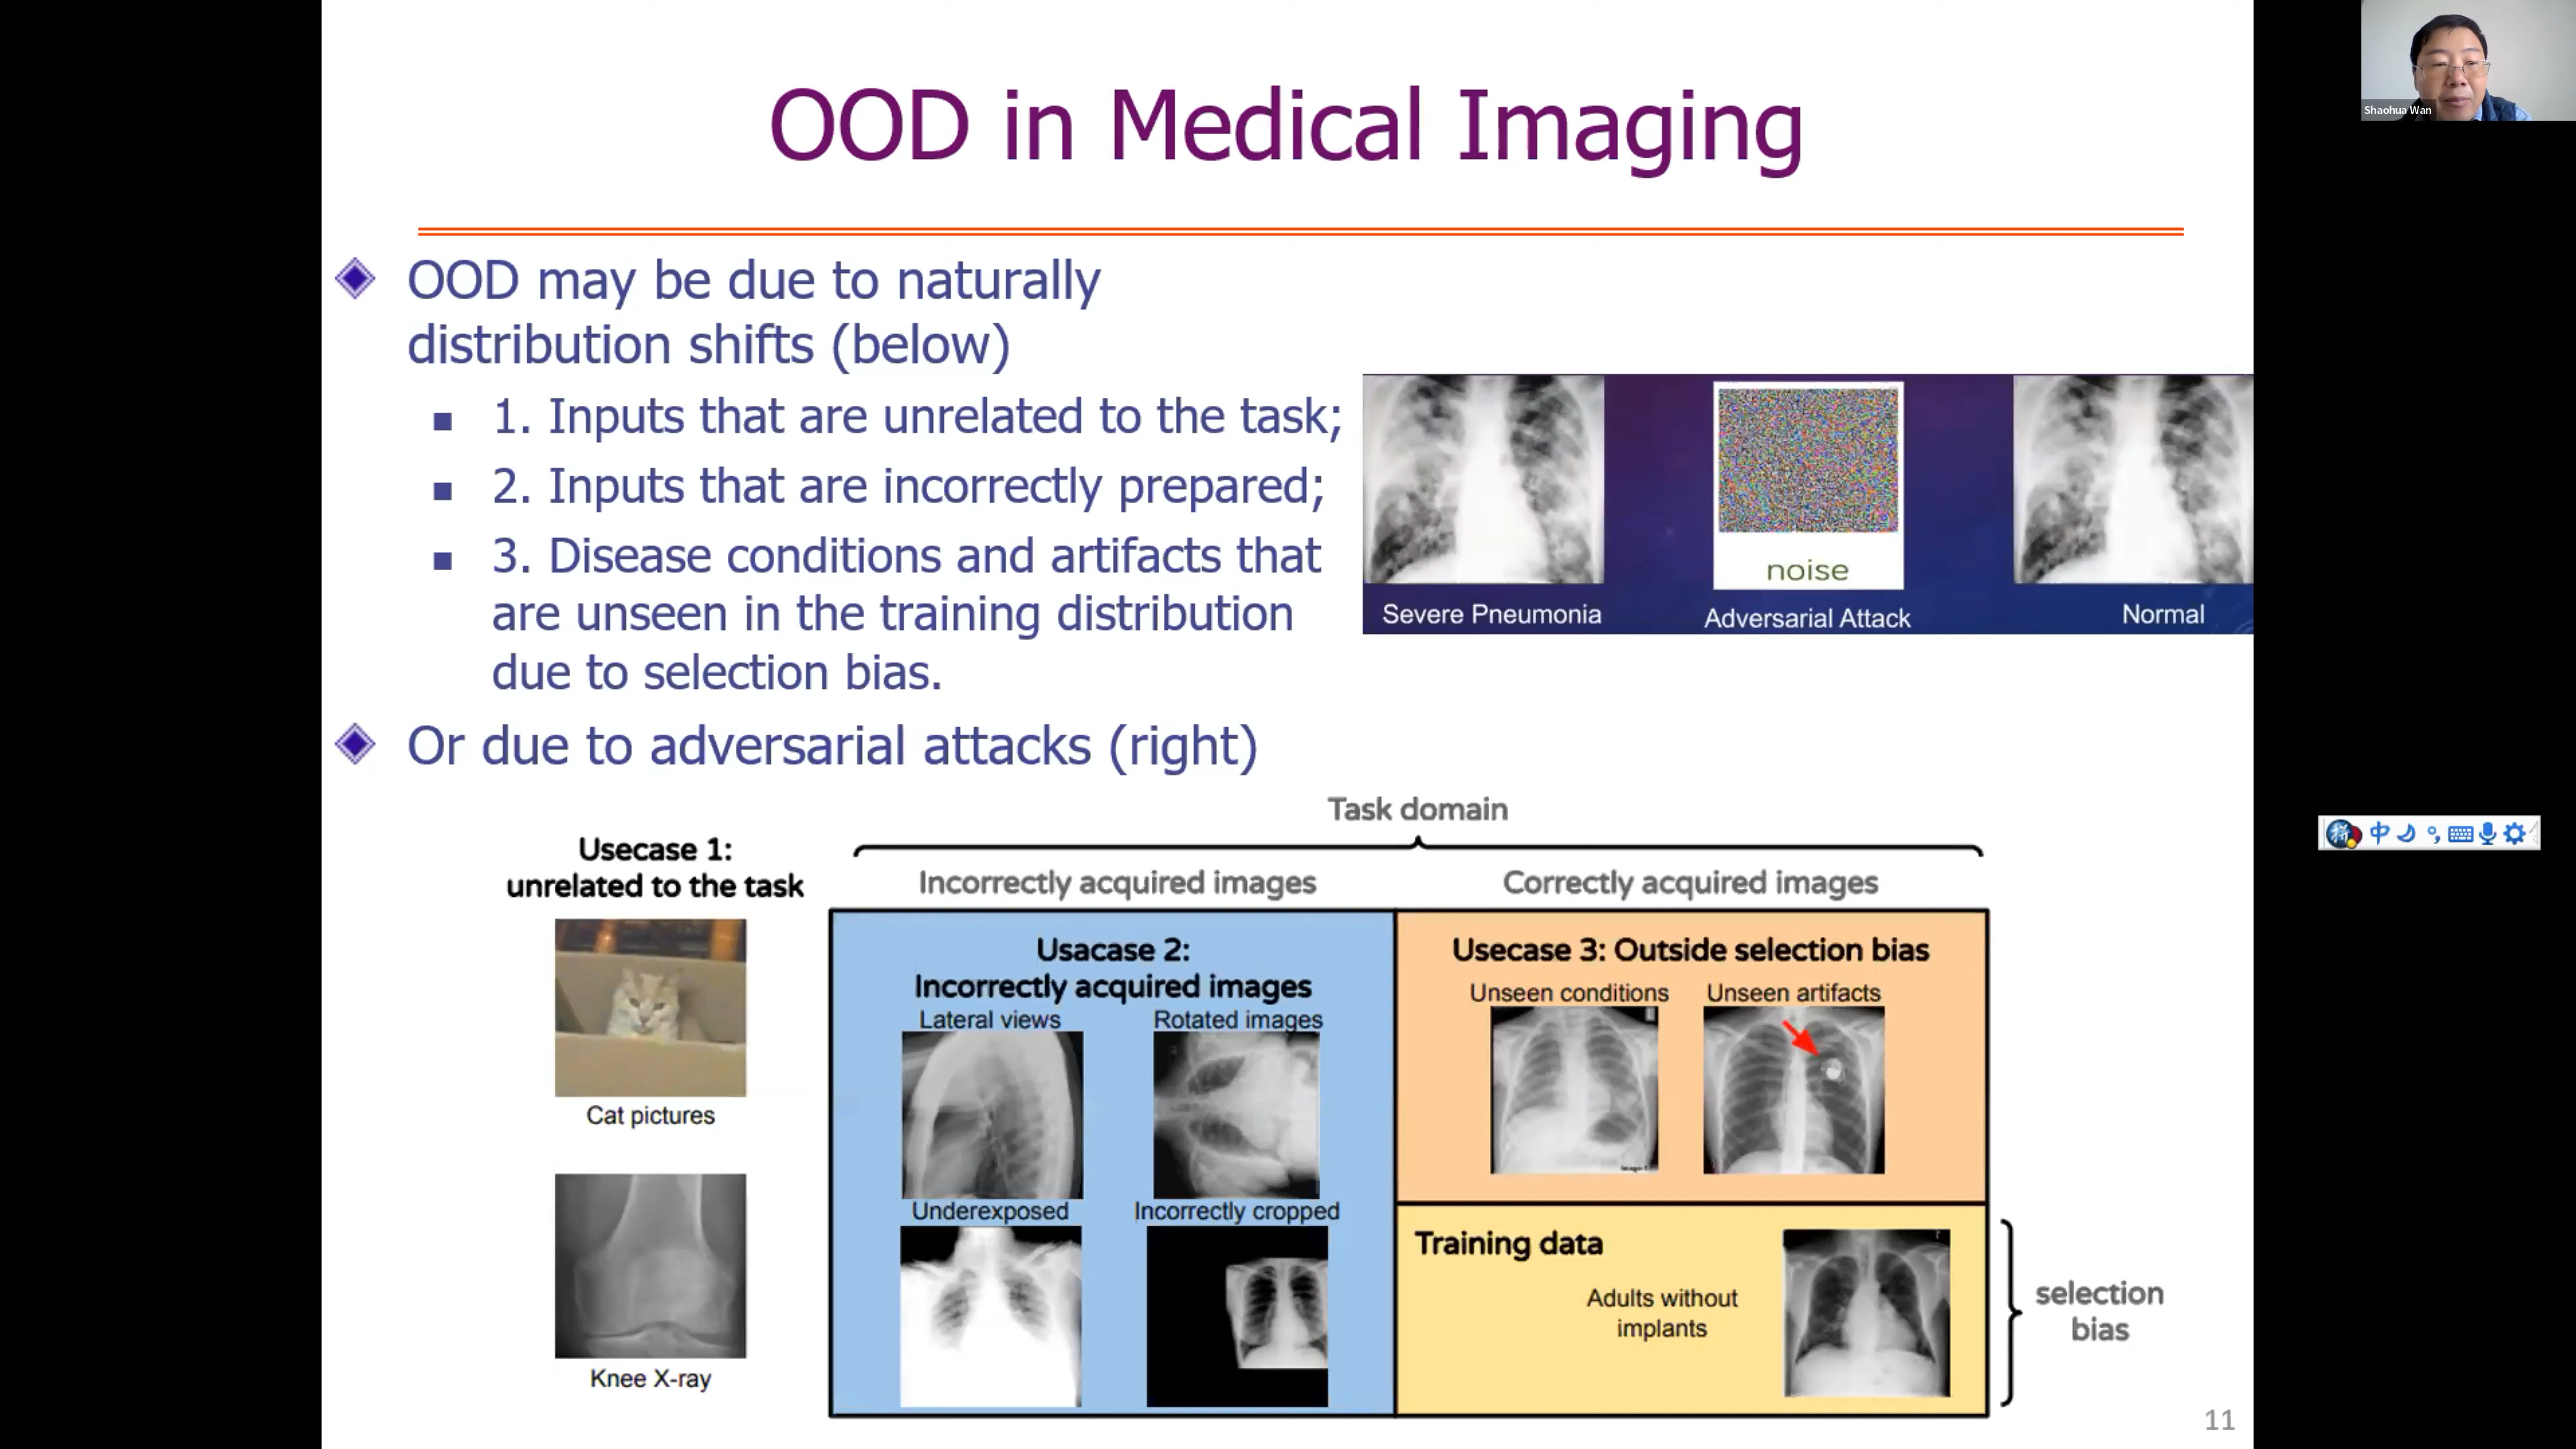 OOD in Medical Imaging
Shaohua Wan
OOD may be due to naturally
distribution shifts (below)
1. Inputs that are unrelated to the task;
2. Inputs that are incorrectly prepared;
3. Disease conditions and artifacts that
are unseen in the training distribution
due to selection bias.
Or due to adversarial attacks (right)
noise
Severe Pneumonia
Adversarial Attack
Normal
拼 中
Task domain
Usecase 1:
unrelated to the task
Cat pictures
Knee X-ray
Incorrectly acquired images
Correctly acquired images
Usacase 2:
Incorrectly acquired images
Lateral views
Rotated images
Underexposed
Incorrectly cropped
Usecase 3: Outside selection bias
Unseen conditions
Unseen artifacts
Training data
Adults without
implants
selection
bias
11